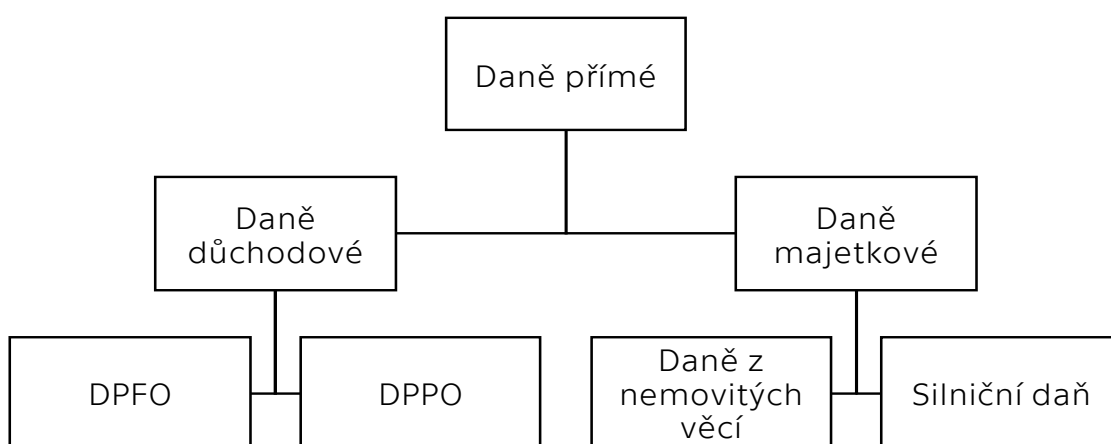 Daně přímé
Daně
důchodové
Daně
majetkové
DPFO
DPPO
Daně z
nemovitých
věcí
Silniční daň